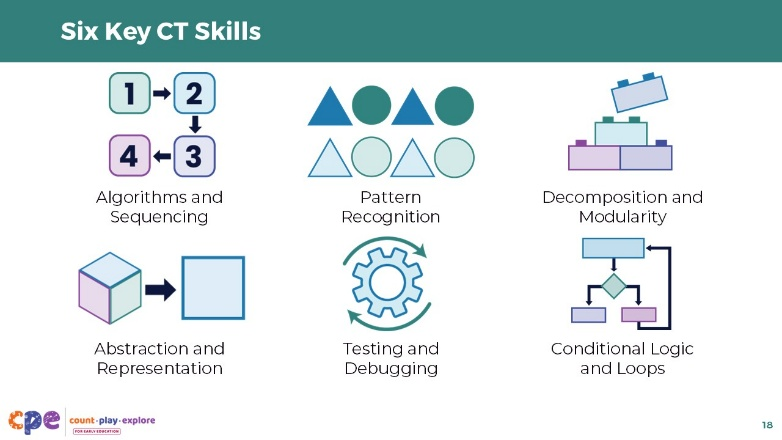 Six Key CT Skills
1
2
4
3
Algorithms and
Sequencing
Pattern
Recognition
Decomposition and
Modularity
Abstraction and
Representation
Testing and
Debugging
Conditional Logic
and Loops
cpe
count·play·explore
FOR EARLY EDUCATION
18